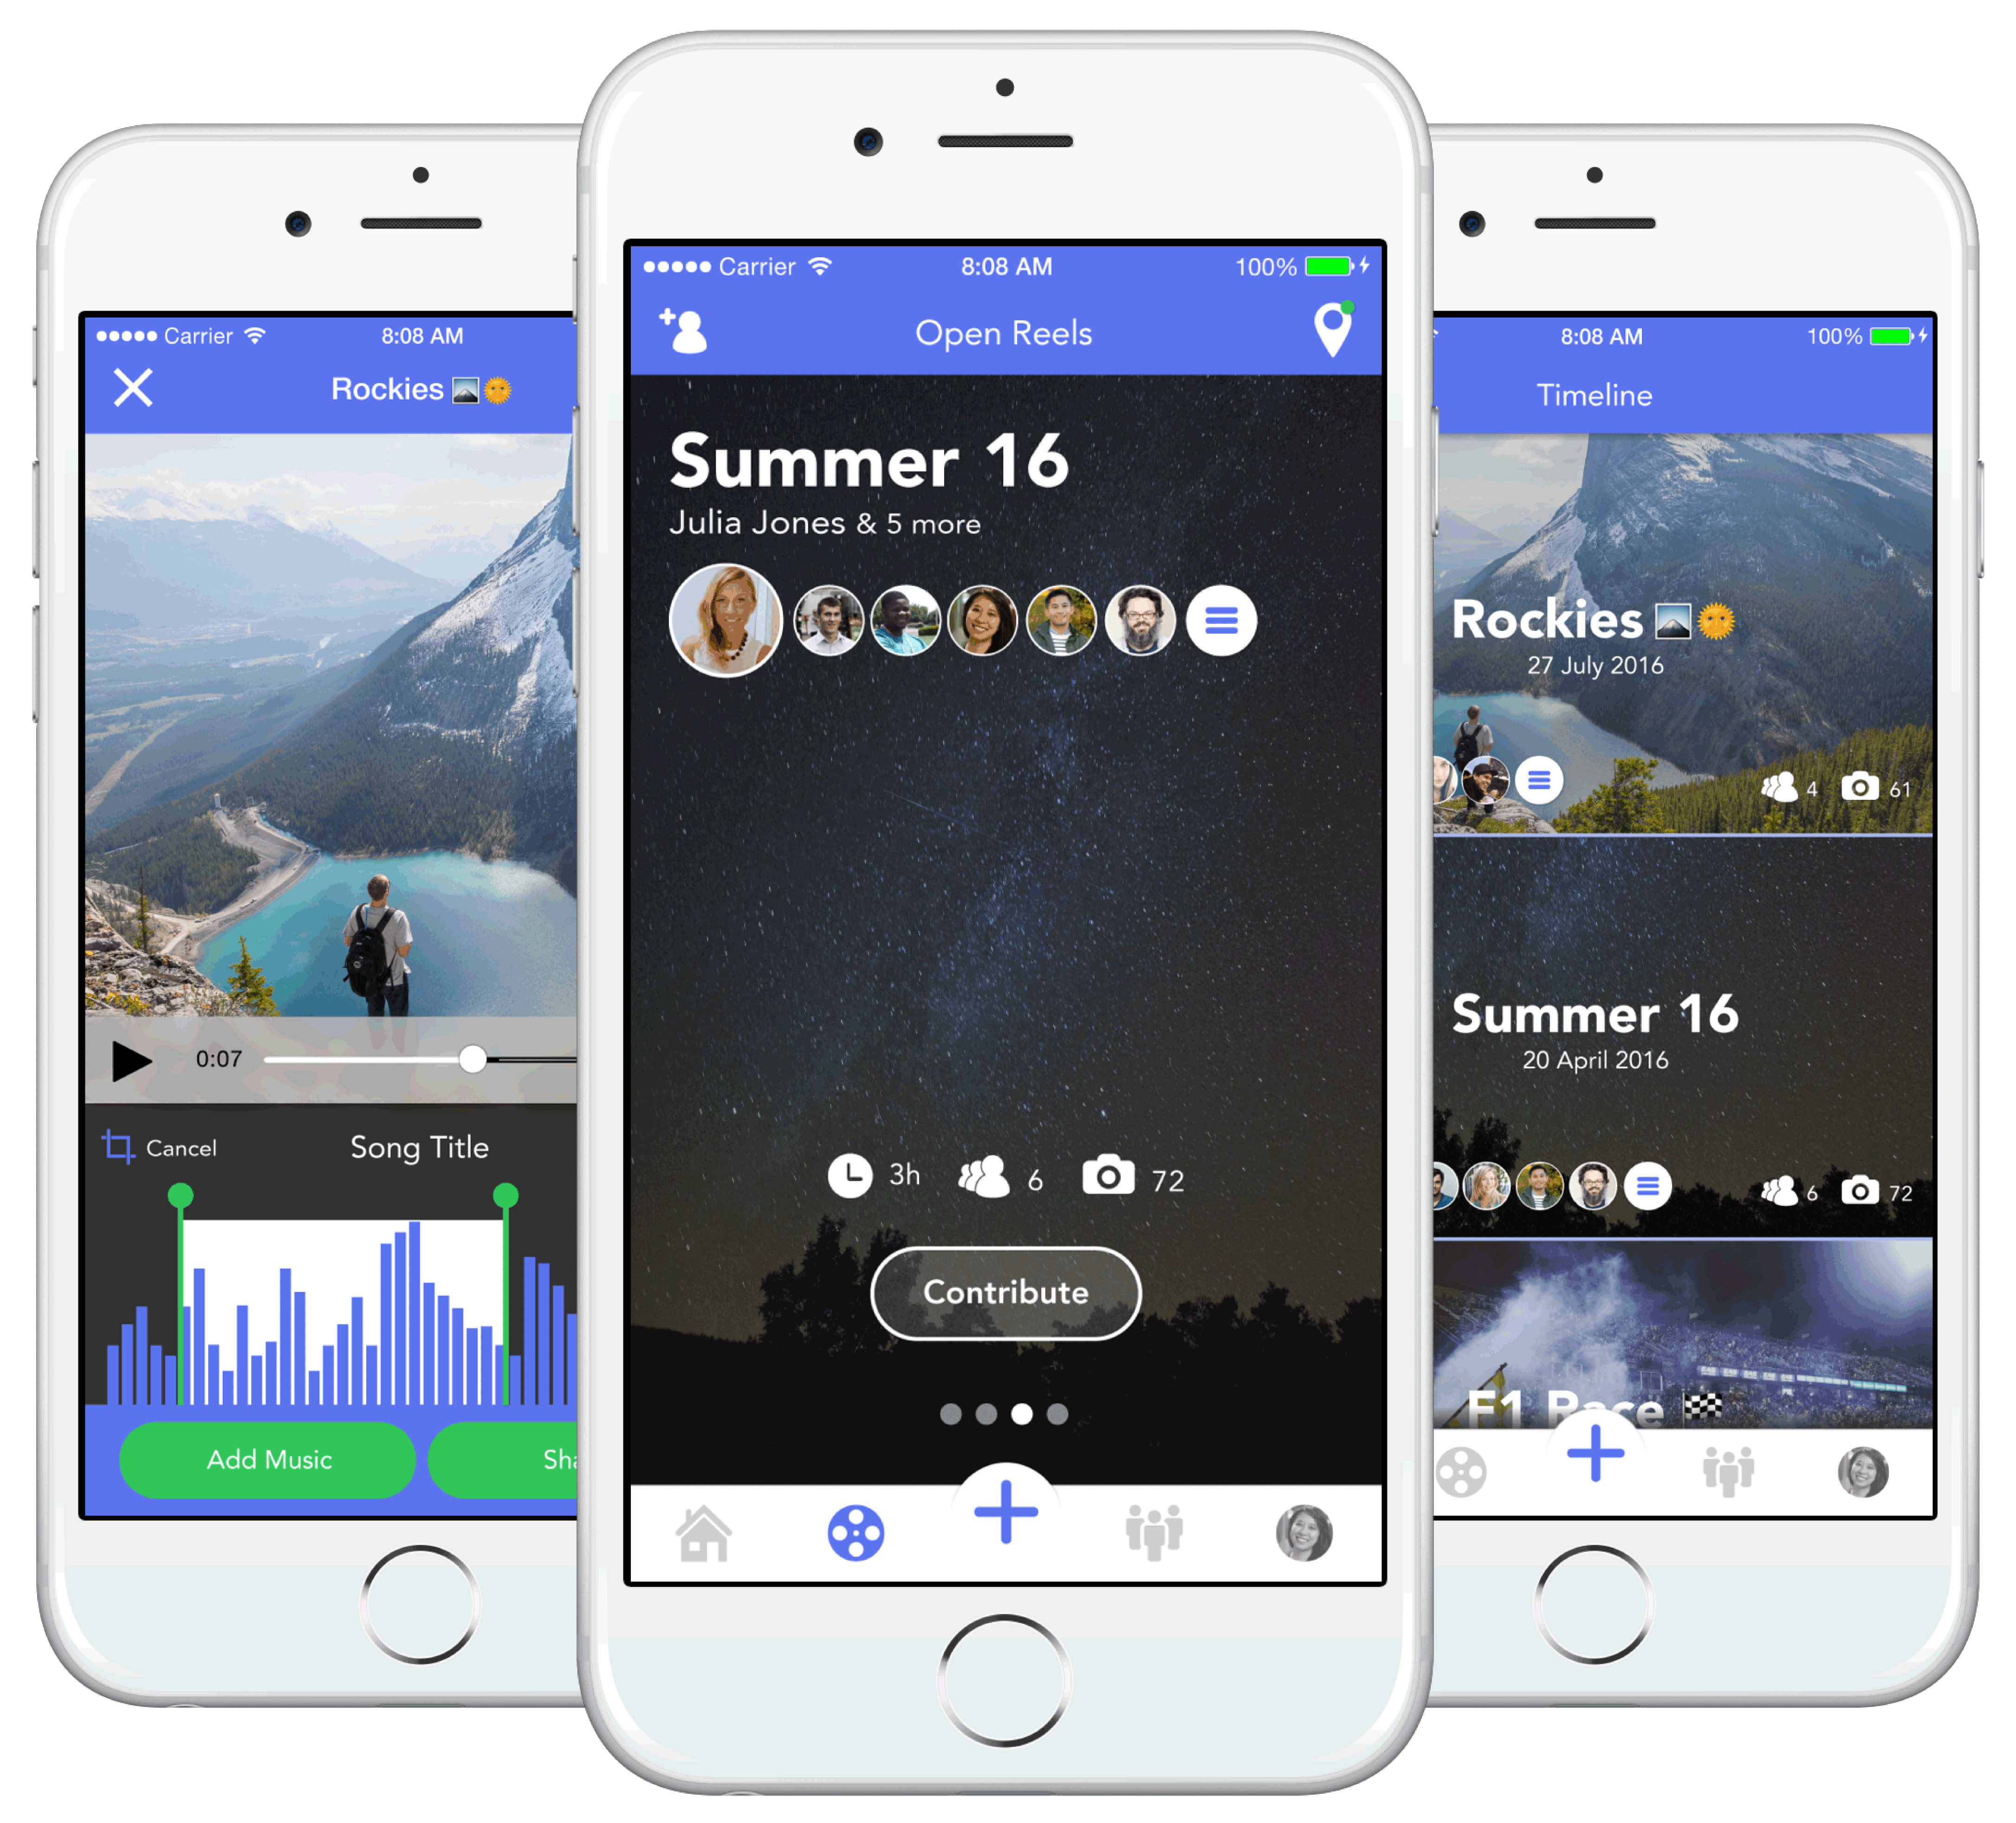 Carrier 8:08 AM
Rockies
0:07
Cancel Song Title
Add Music
Carrier 8:08 AM 100%
Open Reels
Summer 16
Julia Jones & 5 more
3h 6 72
Contribute
8:08 AM 100%
Timeline
Rockies
27 July 2016
4 61
Summer 16
20 April 2016
6 72
F1 Race